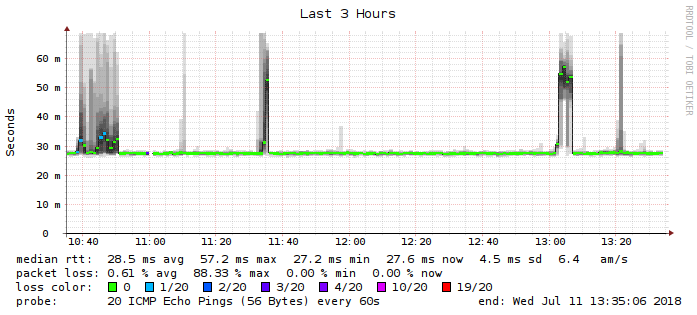 Last 3 Hours
RRDTOOL / TOBI OETIKER
Seconds
60 m
50 m
40 m
30 m
20 m
10 m
0
10:40 11:00 11:20 11:40 12:00 12:20 12:40 13:00 13:20
median rtt: 28.5 ms avg 57.2 ms max 27.2 ms min 27.6 ms now 4.5 ms sd 6.4 am/s
packet loss: 0.61 % avg 88.33 % max 0.00 % min 0.00 % now
loss color: 0 1/20 2/20 3/20 4/20 10/20 19/20
probe: 20 ICMP Echo Pings (56 Bytes) every 60s end: Wed Jul 11 13:35:06 2018